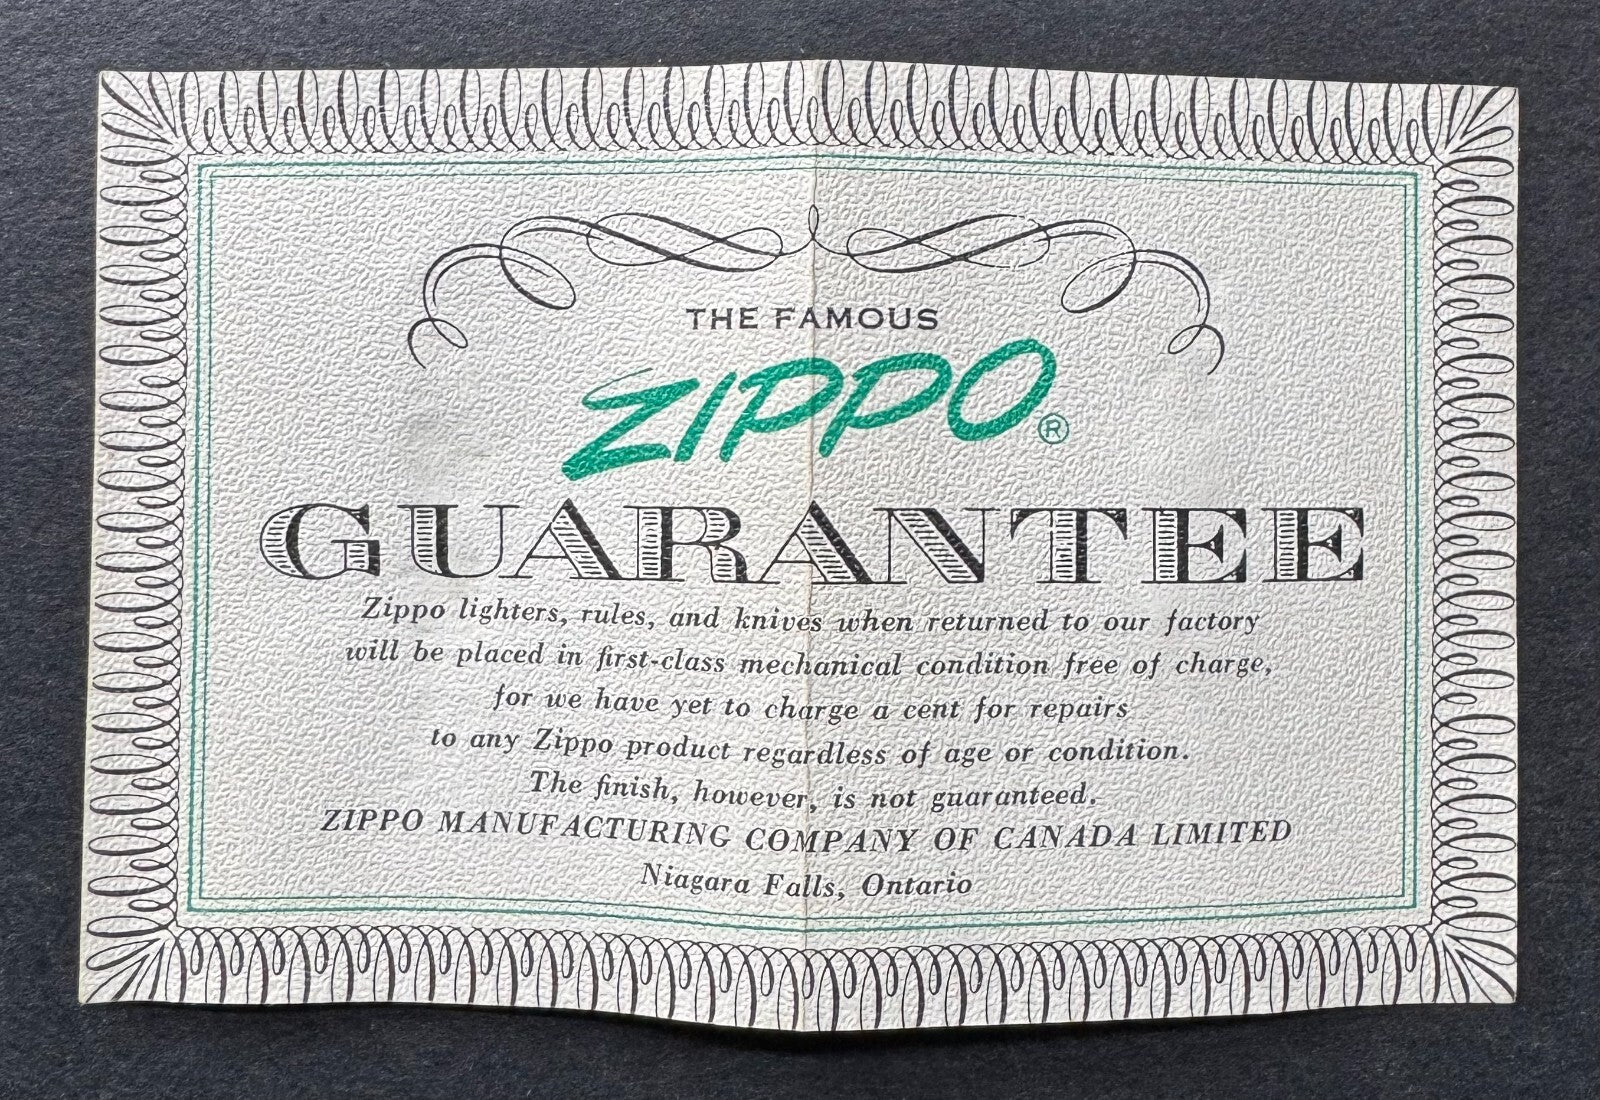 THE FAMOUS
ZIPPO®
GUARANTEE
Zippo lighters, rules, and knives when returned to our factory
will be placed in first-class mechanical condition free of charge,
for we have yet to charge a cent for repairs
to any Zippo product regardless of age or condition.
The finish, however, is not guaranteed.
ZIPPO MANUFACTURING COMPANY OF CANADA LIMITED
Niagara Falls, Ontario